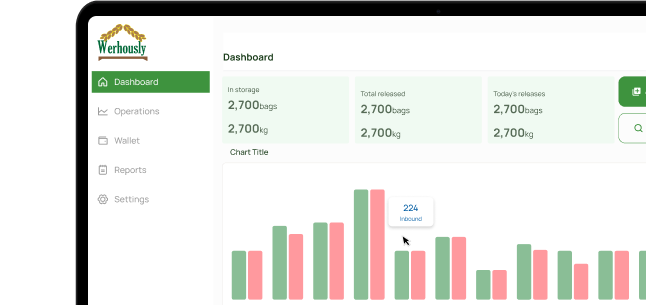 Werhously
Dashboard
Operations
Wallet
Reports
Settings
Dashboard
In storage
2,700bags
2,700kg
Total released
2,700bags
2,700kg
Today's releases
2,700bags
2,700kg
Chart Title
224
Inbound